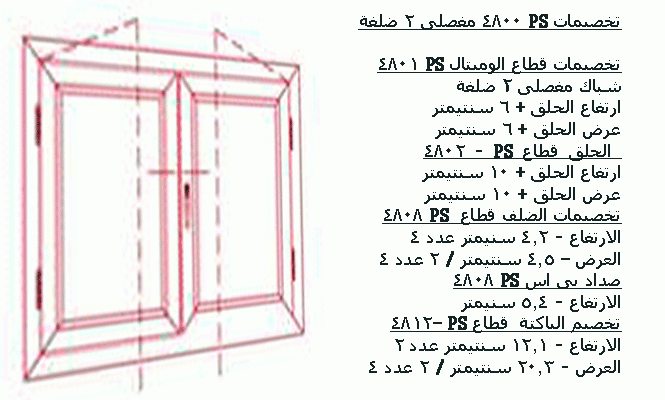 تخصيمات PS ٤٨٠٠ مفصلى ٢ ضلفة
تخصيمات قطاع الوميتال PS ٤٨٠١
شباك مفصلى ٢ ضلفة
ارتفاع الحلق + ٦ سنتيمتر
عرض الحلق + ٦ سنتيمتر
الحلق قطاع PS - ٤٨٠٢
ارتفاع الحلق + ١٠ سنتيمتر
عرض الحلق + ١٠ سنتيمتر
تخصيمات الضلف قطاع PS ٤٨٠٨
الارتفاع - ٤,٢ سنيمتر عدد ٤
العرض – ٤,٥ سنتيمتر / ٢ عدد ٤
ضداد بى اس PS ٤٨٠٨
الارتفاع - ٥,٤ سنيمتر
تخصيم الباكتة قطاع PS –٤٨١٢
الارتفاع - ١٢,١ سنتيمتر عدد ٢
العرض - ٢٠,٣ سنتيمتر / ٢ عدد ٤